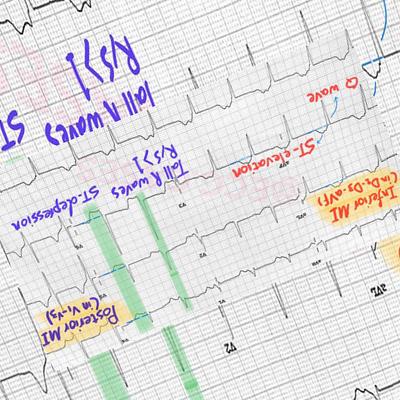 Tall R waves
R/S>>1
ST
Q wave
ST-elevation
Tall R waves
R/S>>1
ST-depression
Inferior MI
(in D2, D3-aVF)
Posterior MI
(in V1-V3)
V2
aVL